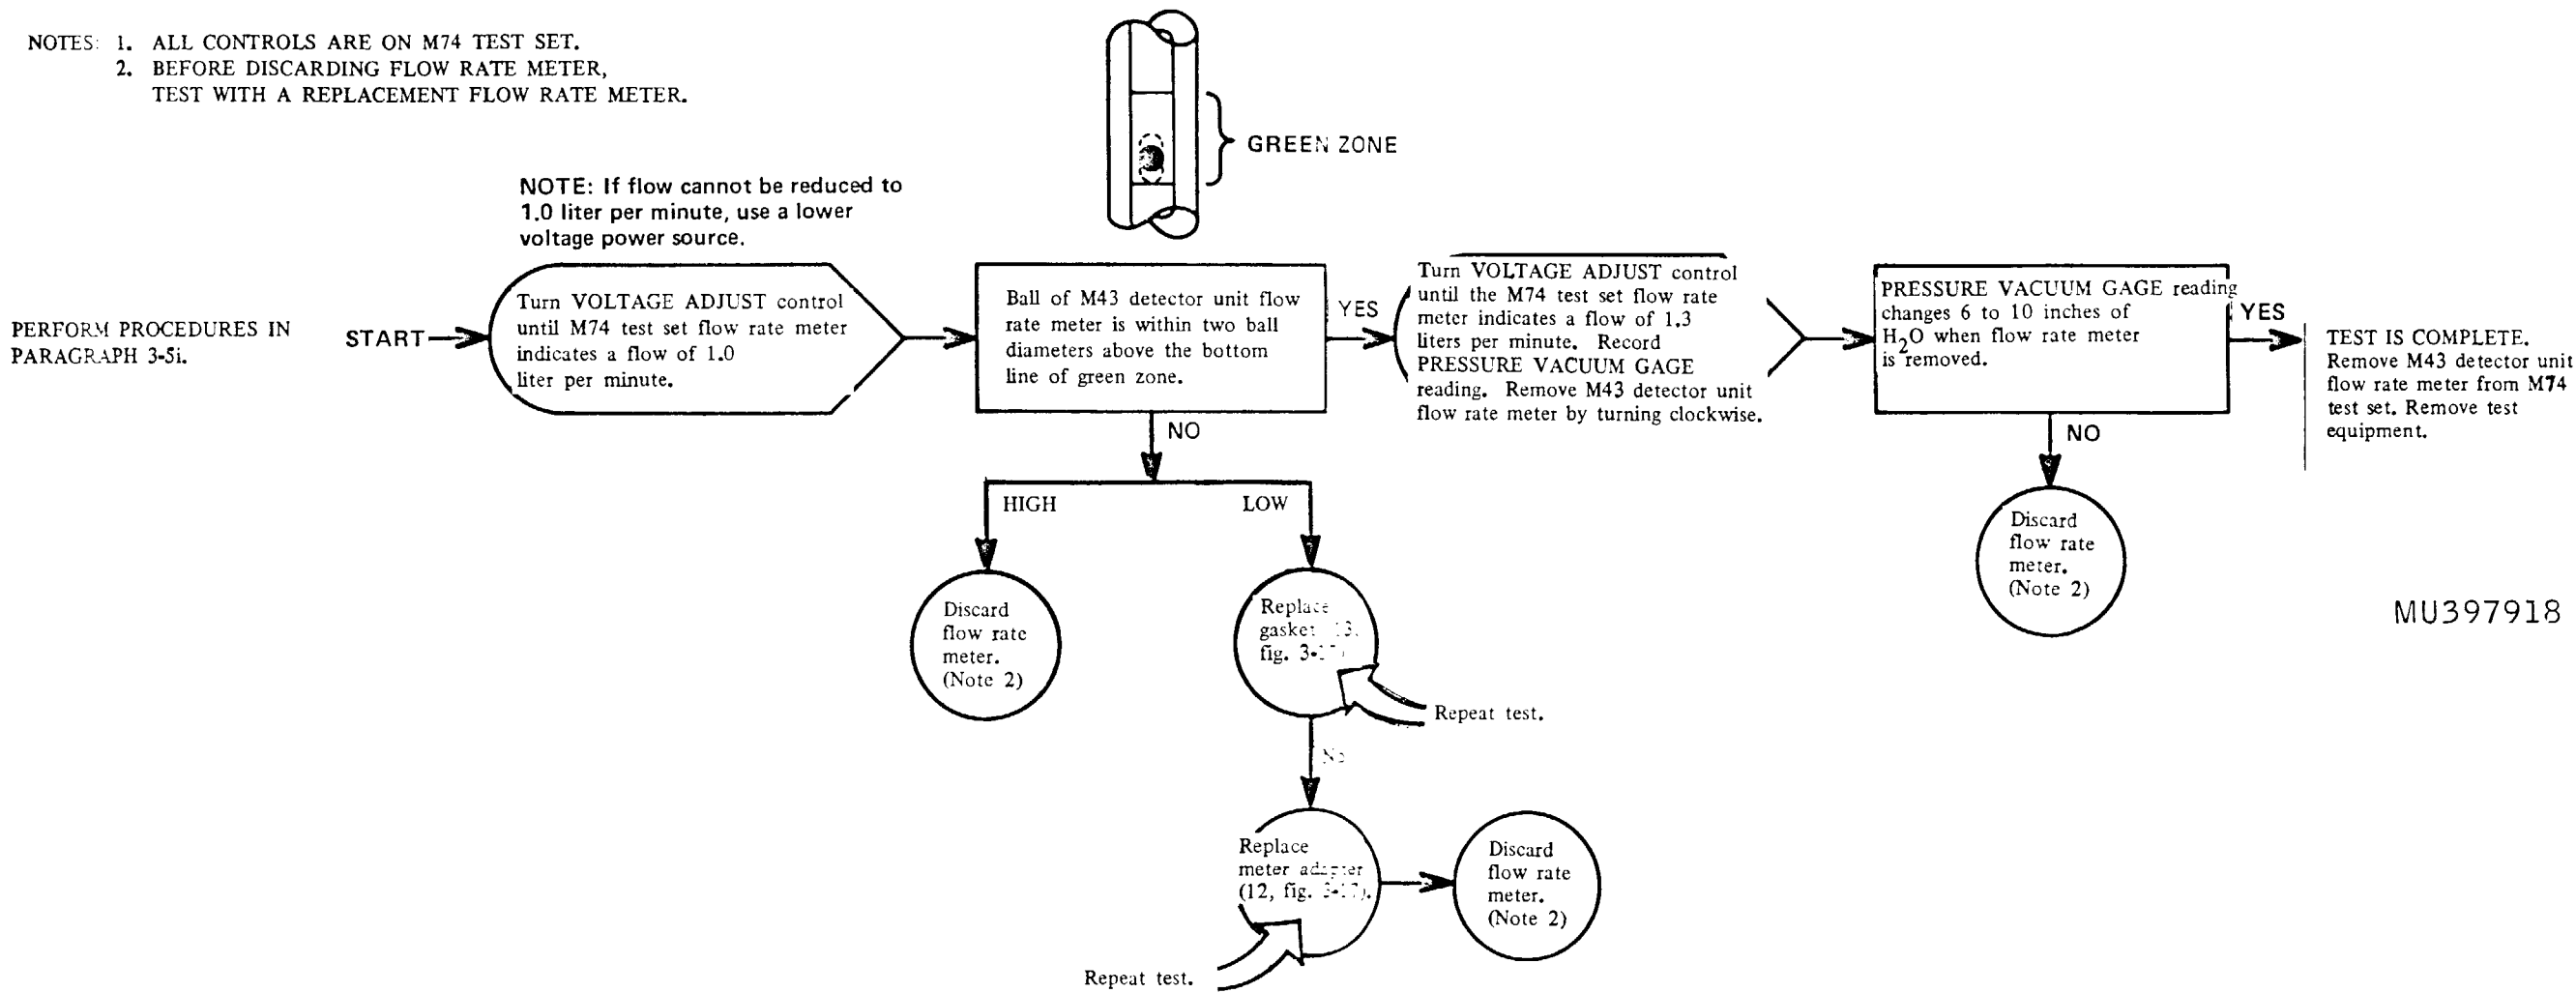 NOTES: 1. ALL CONTROLS ARE ON M74 TEST SET.
2. BEFORE DISCARDING FLOW RATE METER,
TEST WITH A REPLACEMENT FLOW RATE METER.
GREEN ZONE
NOTE: If flow cannot be reduced to
1.0 liter per minute, use a lower
voltage power source.
PERFORM PROCEDURES IN
PARAGRAPH 3-5i.
START
Turn VOLTAGE ADJUST control
until M74 test set flow rate meter
indicates a flow of 1.0
liter per minute.
Ball of M43 detector unit flow
rate meter is within two ball
diameters above the bottom
line of green zone.
YES
Turn VOLTAGE ADJUST control
until the M74 test set flow rate
meter indicates a flow of 1.3
liters per minute. Record
PRESSURE VACUUM GAGE
reading. Remove M43 detector unit
flow rate meter by turning clockwise.
PRESSURE VACUUM GAGE reading
changes 6 to 10 inches of
H2O when flow rate meter
is removed.
YES
TEST IS COMPLETE.
Remove M43 detector unit
flow rate meter from M74
test set. Remove test
equipment.
NO
HIGH
LOW
NO
Discard
flow rate
meter.
(Note 2)
Discard
flow rate
meter.
(Note 2)
Replace
gasket
fig.
Repeat test.
No
Replace
meter adapter
(12, fig.
Discard
flow rate
meter.
(Note 2)
Repeat test.
MU397918